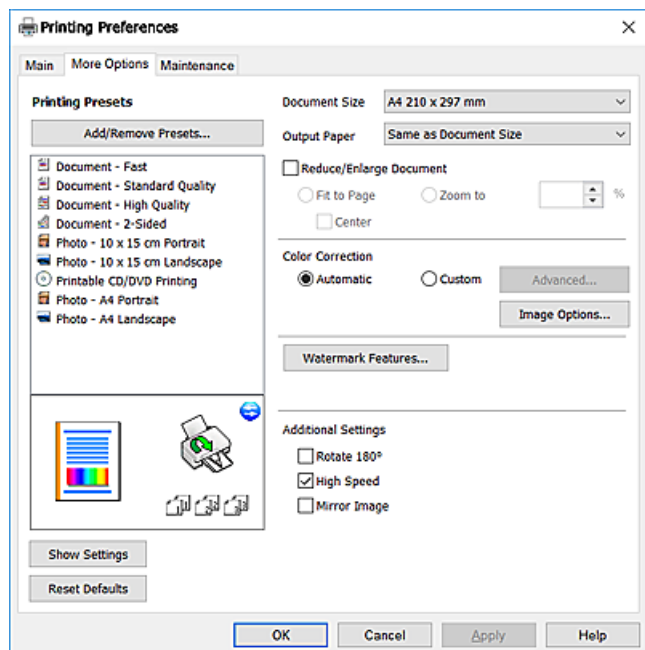 Printing Preferences
Main
More Options
Maintenance
Printing Presets
Add/Remove Presets...
Document - Fast
Document - Standard Quality
Document - High Quality
Document - 2-Sided
Photo - 10 x 15 cm Portrait
Photo - 10 x 15 cm Landscape
Printable CD/DVD Printing
Photo - A4 Portrait
Photo - A4 Landscape
Show Settings
Reset Defaults
Document Size
A4 210 x 297 mm
Output Paper
Same as Document Size
Reduce/Enlarge Document
Fit to Page
Zoom to
%
Center
Color Correction
Automatic
Custom
Advanced...
Image Options...
Watermark Features...
Additional Settings
Rotate 180º
High Speed
Mirror Image
OK
Cancel
Apply
Help